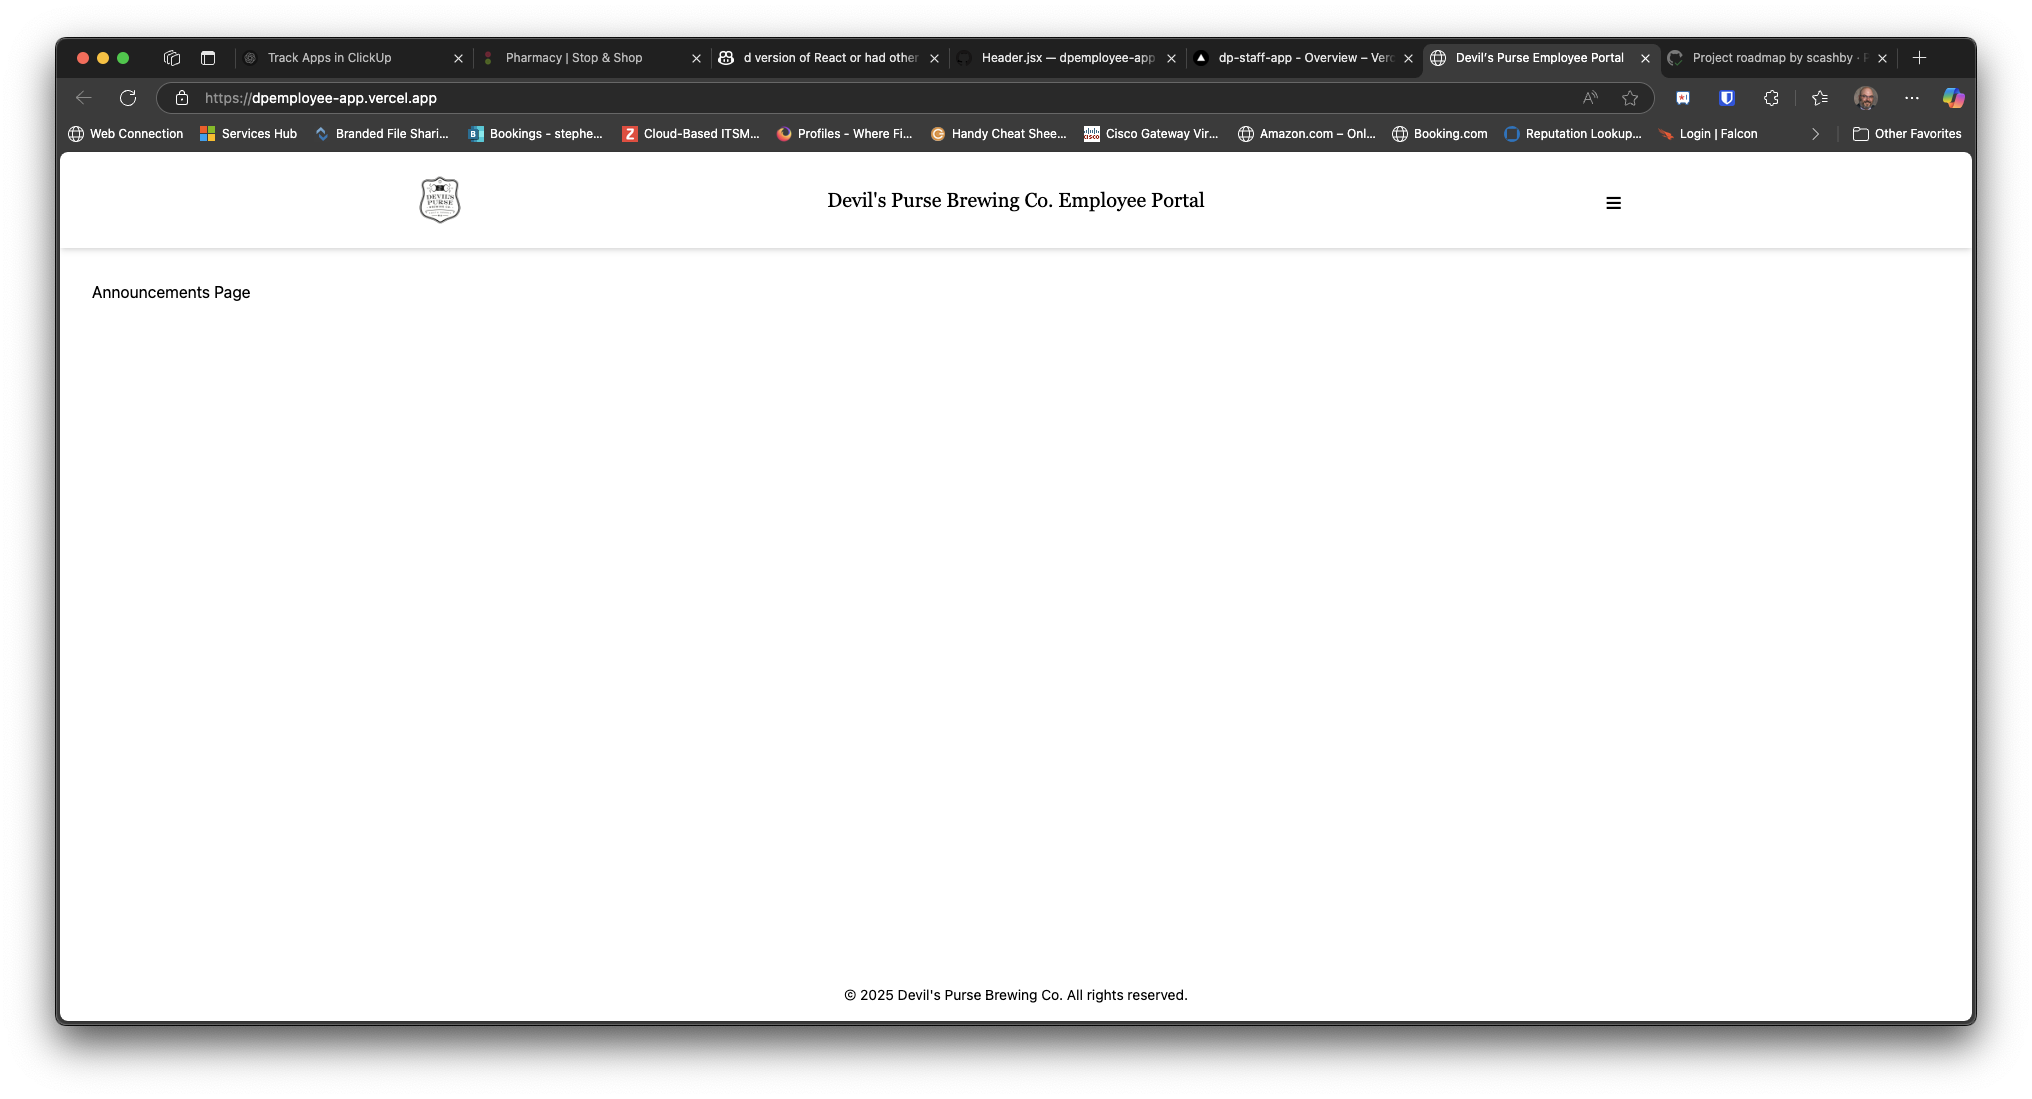 Track Apps in ClickUp
Pharmacy | Stop & Shop
d version of React or had other
Header.jsx — dpemployee-app
dp-staff-app - Overview – Verc
Devil's Purse Employee Portal
Project roadmap by scashby ·
https://dpemployee-app.vercel.app
Web Connection
Services Hub
Branded File Shari...
Bookings - stephe...
Cloud-Based ITSM...
Profiles - Where Fi...
Handy Cheat Shee...
Cisco Gateway Vir...
Amazon.com – Onl...
Booking.com
Reputation Lookup...
Login | Falcon
Other Favorites
DEVIL'S
PURSE
Devil's Purse Brewing Co. Employee Portal
Announcements Page
© 2025 Devil's Purse Brewing Co. All rights reserved.